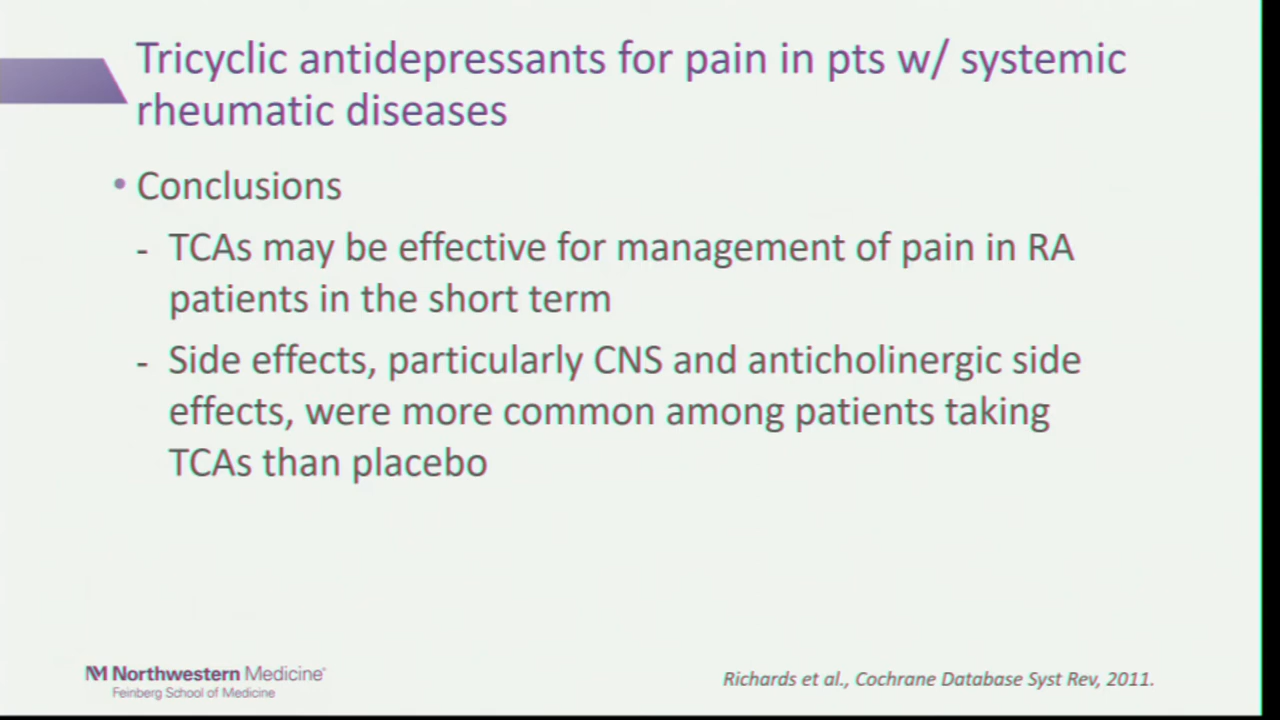 Tricyclic antidepressants for pain in pts w/ systemic
rheumatic diseases
• Conclusions
- TCAs may be effective for management of pain in RA
patients in the short term
- Side effects, particularly CNS and anticholinergic side
effects, were more common among patients taking
TCAs than placebo
NM Northwestern Medicine®
Feinberg School of Medicine
Richards et al., Cochrane Database Syst Rev, 2011.